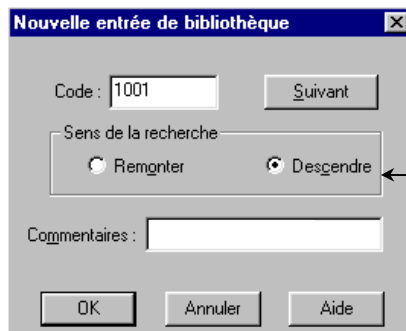 Nouvelle entrée de bibliothèque
Code : 1001 Suivant
Sens de la recherche
Remonter Descendre
Commentaires :
OK Annuler Aide